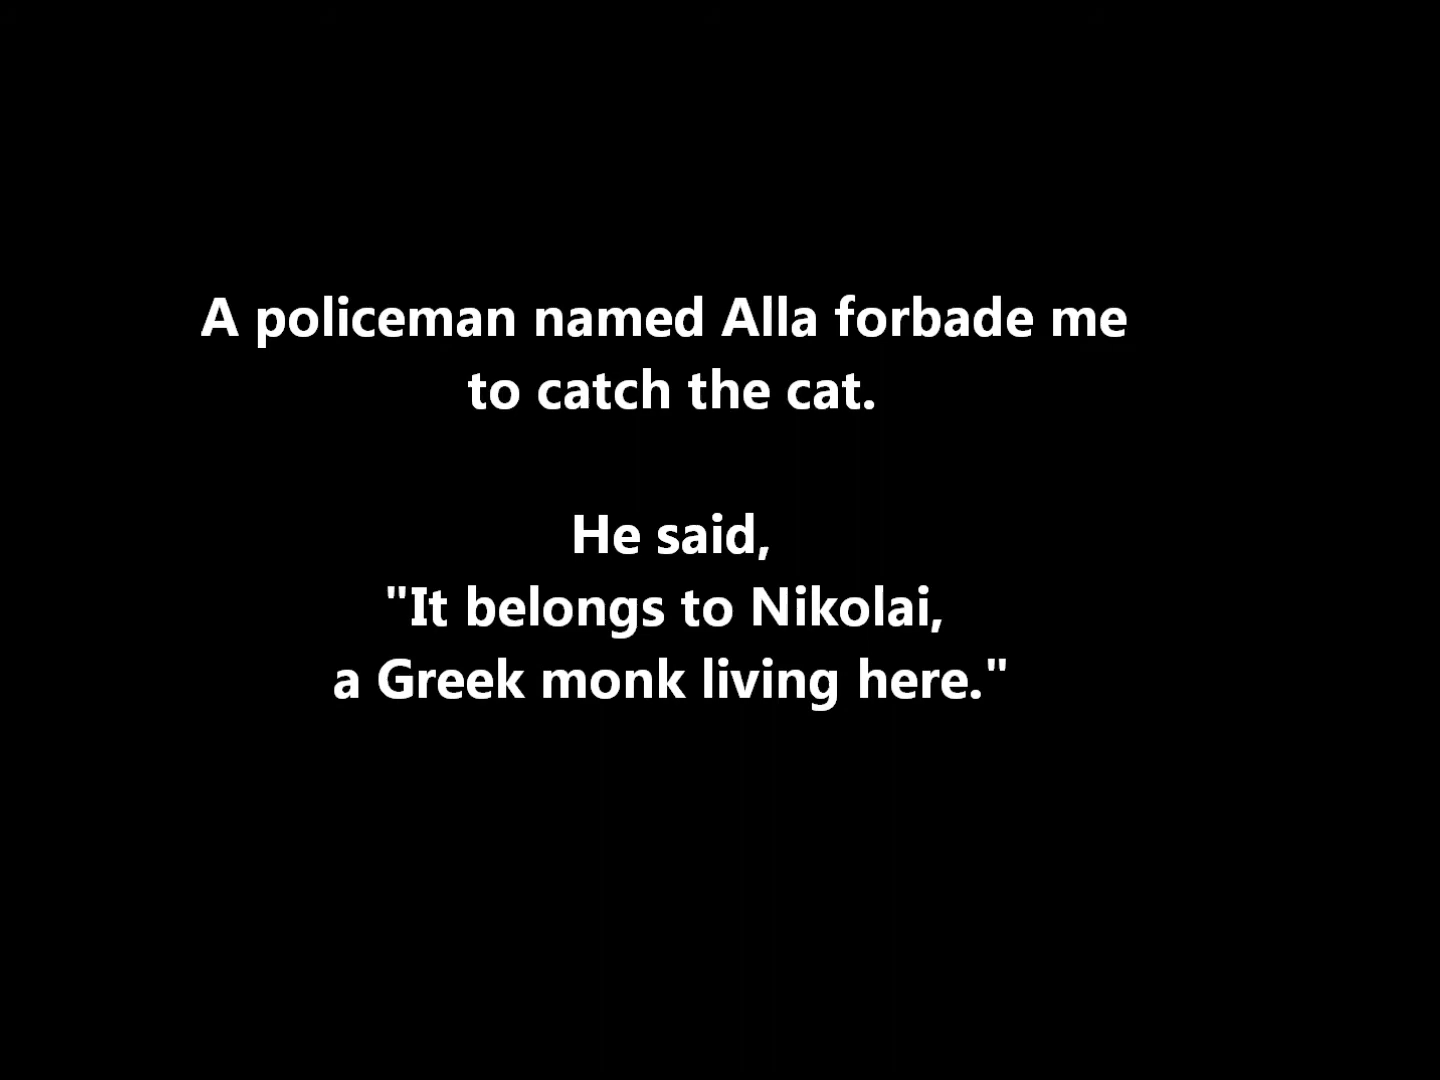 A policeman named Alla forbade me
to catch the cat.
He said,
"It belongs to Nikolai,
a Greek monk living here."